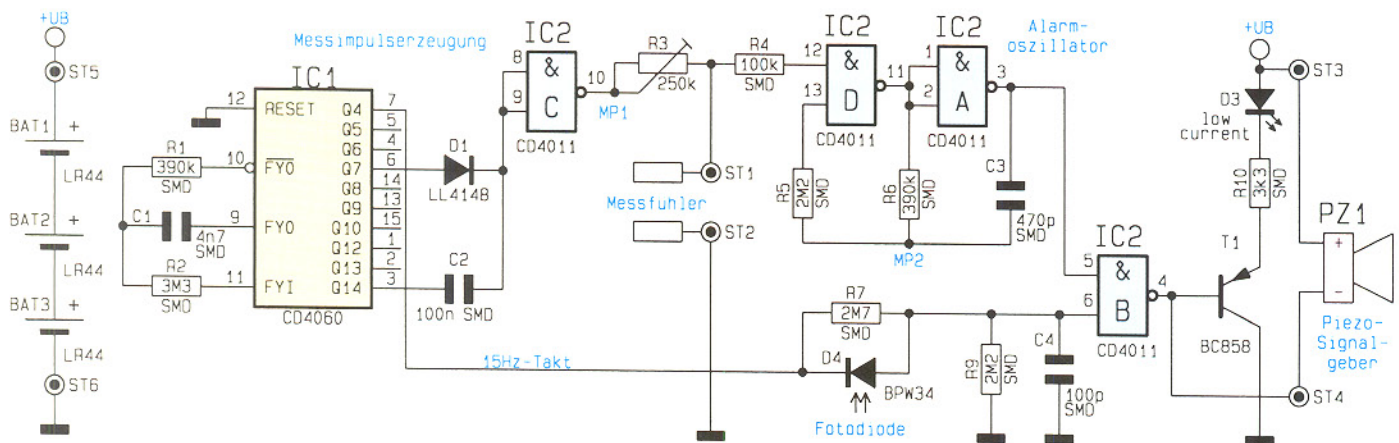 +UB
ST5
BAT1 +
LR44
BAT2 +
LR44
BAT3 +
LR44
ST6
Messimpulserzeugung
IC1
12 RESET
R1
390k
SMD
10 FY0
C1
4n7
SMD
9 FY0
R2
3M3
SMD
11 FYI
Q4 7
Q5 5
Q6 4
Q7 6
Q8 14
Q9 13
Q10 15
Q12 1
Q13 2
Q14 3
CD4060
D1
LL4148
C2
100n SMD
15Hz-Takt
IC2
8
9
&
C
10
CD4011
MP1
R3
250k
R4
100k
SMD
ST1
Messfuhler
ST2
IC2
12
13
&
D
11
CD4011
R5
2M2
SMD
R6
390k
SMD
MP2
IC2
1
2
&
A
3
CD4011
C3
470p
SMD
Alarm-
oszillator
R7
2M7
SMD
D4
BPW34
Fotodiode
R9
2M2
SMD
C4
100p
SMD
IC2
5
6
&
B
4
CD4011
+UB
ST3
D3
low
current
R10
3k3
SMD
T1
BC858
PZ1
+
-
Piezo-
Signal-
geber
ST4